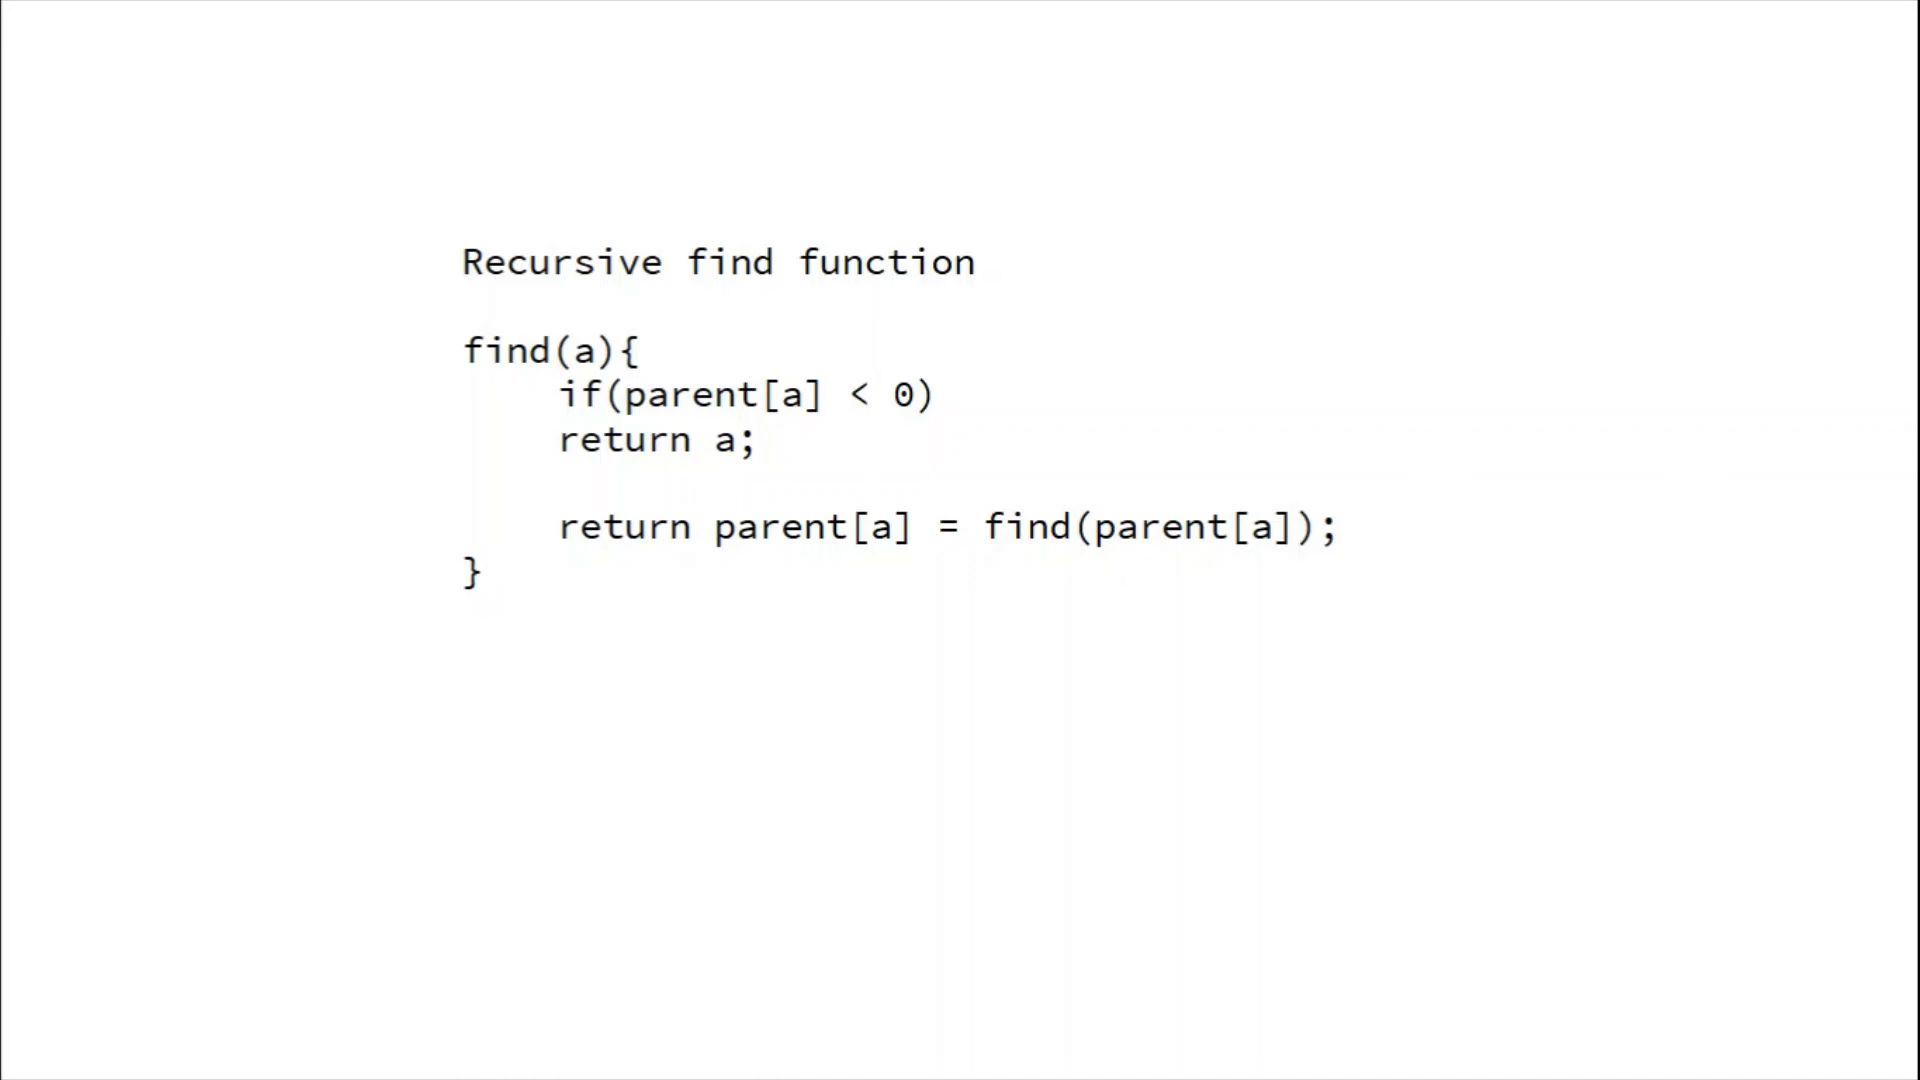 Recursive find function
find(a){
if(parent[a] < 0)
return a;
return parent[a] = find(parent[a]);
}